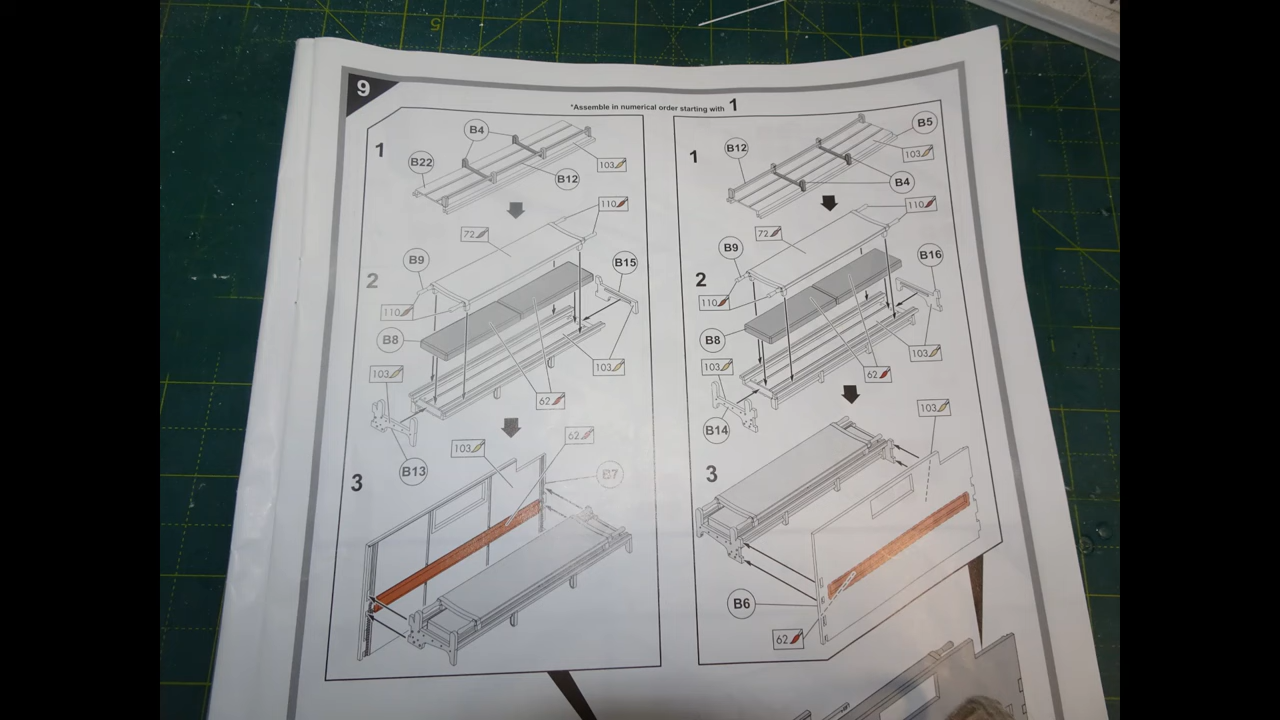 9
*Assemble in numerical order starting with 1
1
B4
B22
B12
103
110
72
2
B9
B15
110
B8
103
103
62
B13
3
103
62
B7
1
B12
B5
103
B4
110
72
B9
2
B16
110
B8
103
103
62
B14
103
3
B6
62